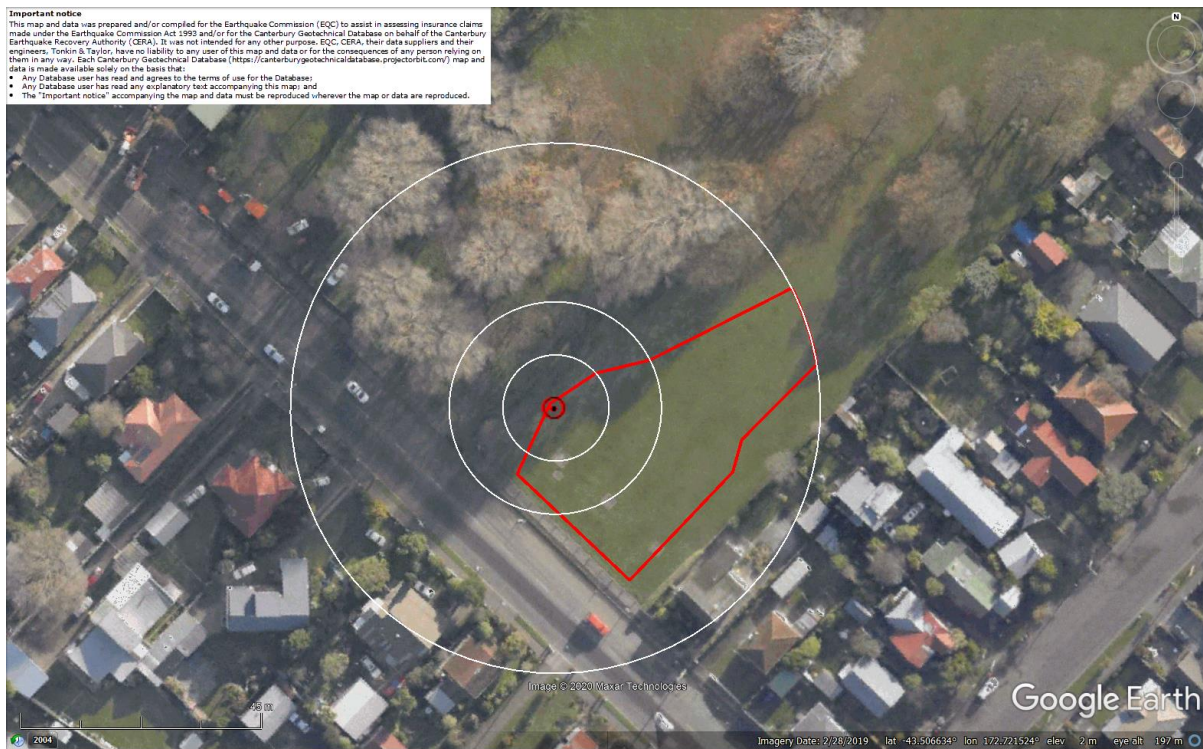 Important notice
This map and data was prepared and/or compiled for the Earthquake Commission (EQC) to assist in assessing insurance claims
made under the Earthquake Commission Act 1993 and/or for the Canterbury Geotechnical Database on behalf of the Canterbury
Earthquake Recovery Authority (CERA). It was not intended for any other purpose. EQC, CERA, their data suppliers and their
engineers, Tonkin & Taylor, have no liability to any user of this map and data or for the consequences of any person relying on
them in any way. Each Canterbury Geotechnical Database (https://canterburygeotechnicaldatabase.projectorbit.com/) map and
data is made available solely on the basis that:
• Any Database user has read and agrees to the terms of use for the Database;
• Any Database user has read any explanatory text accompanying this map; and
• The "Important notice" accompanying the map and data must be reproduced wherever the map or data are reproduced.
N
Image © 2020 Maxar Technologies
Google Earth
45 m
2004
Imagery Date: 2/28/2019 lat -43.506634° lon 172.721524° elev 2 m eye alt 197 m